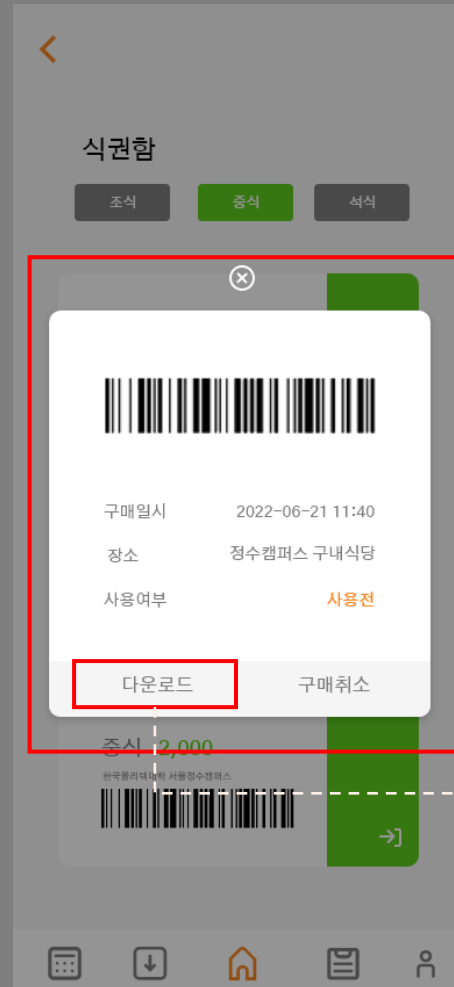 식권함
조식 중식 석식
구매일시 2022-06-21 11:40
장소 정수캠퍼스 구내식당
사용여부 사용전
다운로드 구매취소
중식 2,000
한국폴리텍대학 서울정수캠퍼스